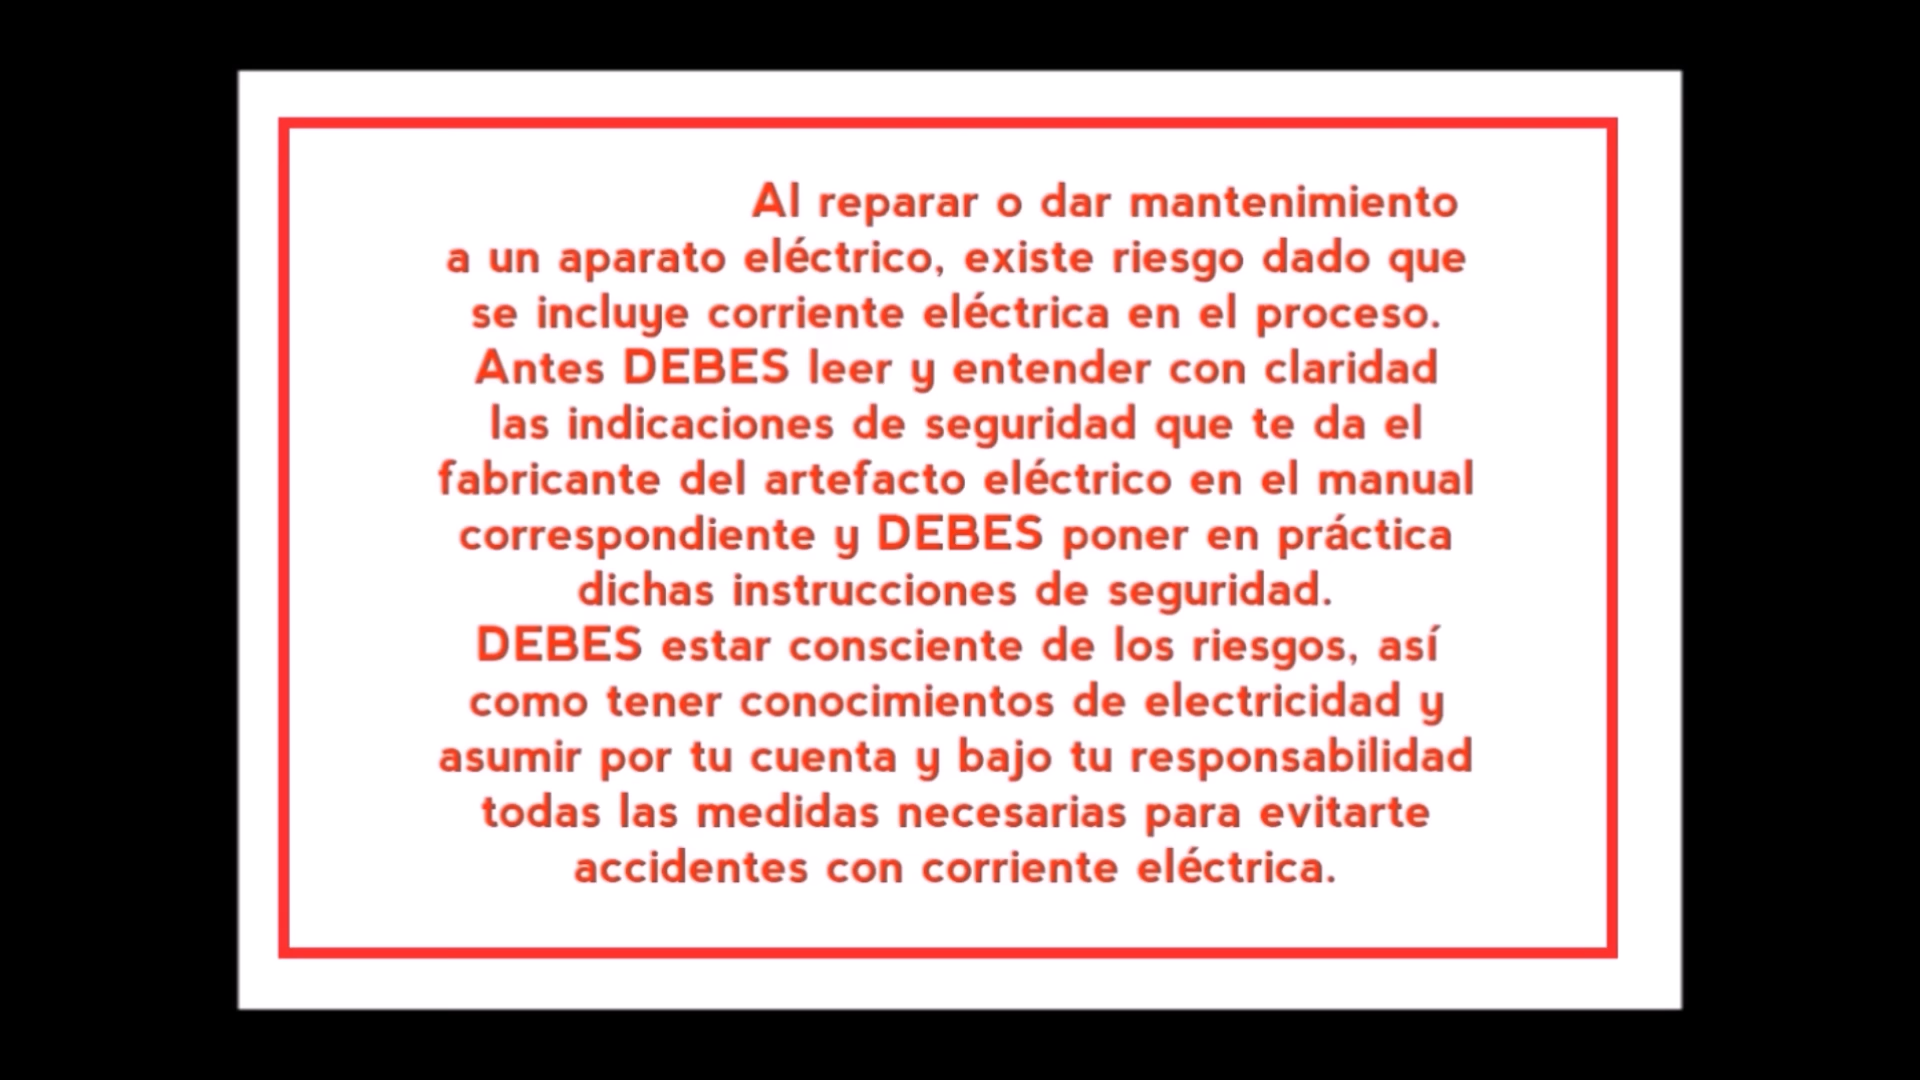 Al reparar o dar mantenimiento
a un aparato eléctrico, existe riesgo dado que
se incluye corriente eléctrica en el proceso.
Antes DEBES leer y entender con claridad
las indicaciones de seguridad que te da el
fabricante del artefacto eléctrico en el manual
correspondiente y DEBES poner en práctica
dichas instrucciones de seguridad.
DEBES estar consciente de los riesgos, así
como tener conocimientos de electricidad y
asumir por tu cuenta y bajo tu responsabilidad
todas las medidas necesarias para evitarte
accidentes con corriente eléctrica.